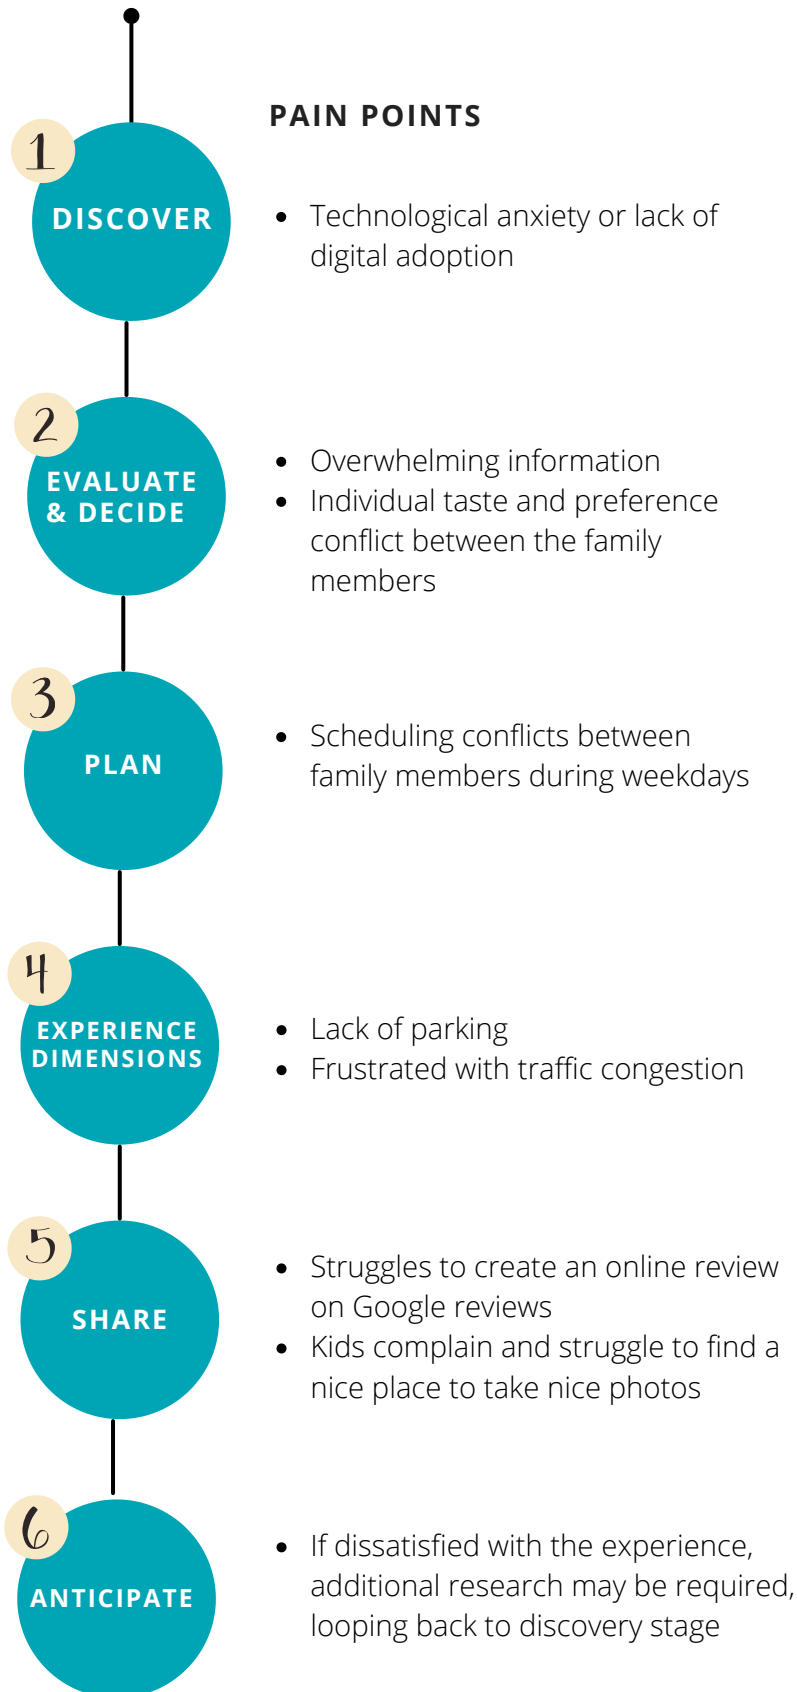 PAIN POINTS
1
DISCOVER
• Technological anxiety or lack of
digital adoption
2
EVALUATE
& DECIDE
• Overwhelming information
• Individual taste and preference
conflict between the family
members
3
PLAN
• Scheduling conflicts between
family members during weekdays
4
EXPERIENCE
DIMENSIONS
• Lack of parking
• Frustrated with traffic congestion
5
SHARE
• Struggles to create an online review
on Google reviews
• Kids complain and struggle to find a
nice place to take nice photos
6
ANTICIPATE
• If dissatisfied with the experience,
additional research may be required,
looping back to discovery stage